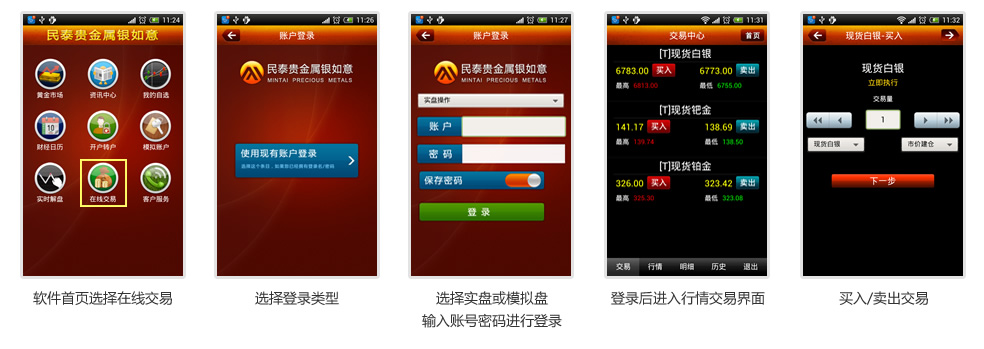 11:24
民泰贵金属银如意
黄金市场 资讯中心 我的自选
10
财经日历 开户转户 模拟账户
实时解盘 在线交易 客户服务
软件首页选择在线交易
11:26
账户登录
民泰贵金属银如意
MINTAI PRECIOUS METALS
使用现有账户登录
选择登录类型
11:27
账户登录
民泰贵金属银如意
MINTAI PRECIOUS METALS
实盘操作
账 户
密 码
保存密码
登 录
选择实盘或模拟盘
输入账号密码进行登录
11:31
交易中心 首页
[T]现货白银
6783.00 买入 6773.00 卖出
最高 6813.00 最低 6755.00
[T]现货钯金
141.17 买入 138.69 卖出
最高 138.74 最低 138.50
[T]现货铂金
326.00 买入 323.42 卖出
最高 325.30 最低 323.08
交易 行情 明细 历史 退出
登录后进入行情交易界面
11:32
现货白银-买入
现货白银
立即执行
交易量
1
现货白银 市价建仓
下一步
买入/卖出交易